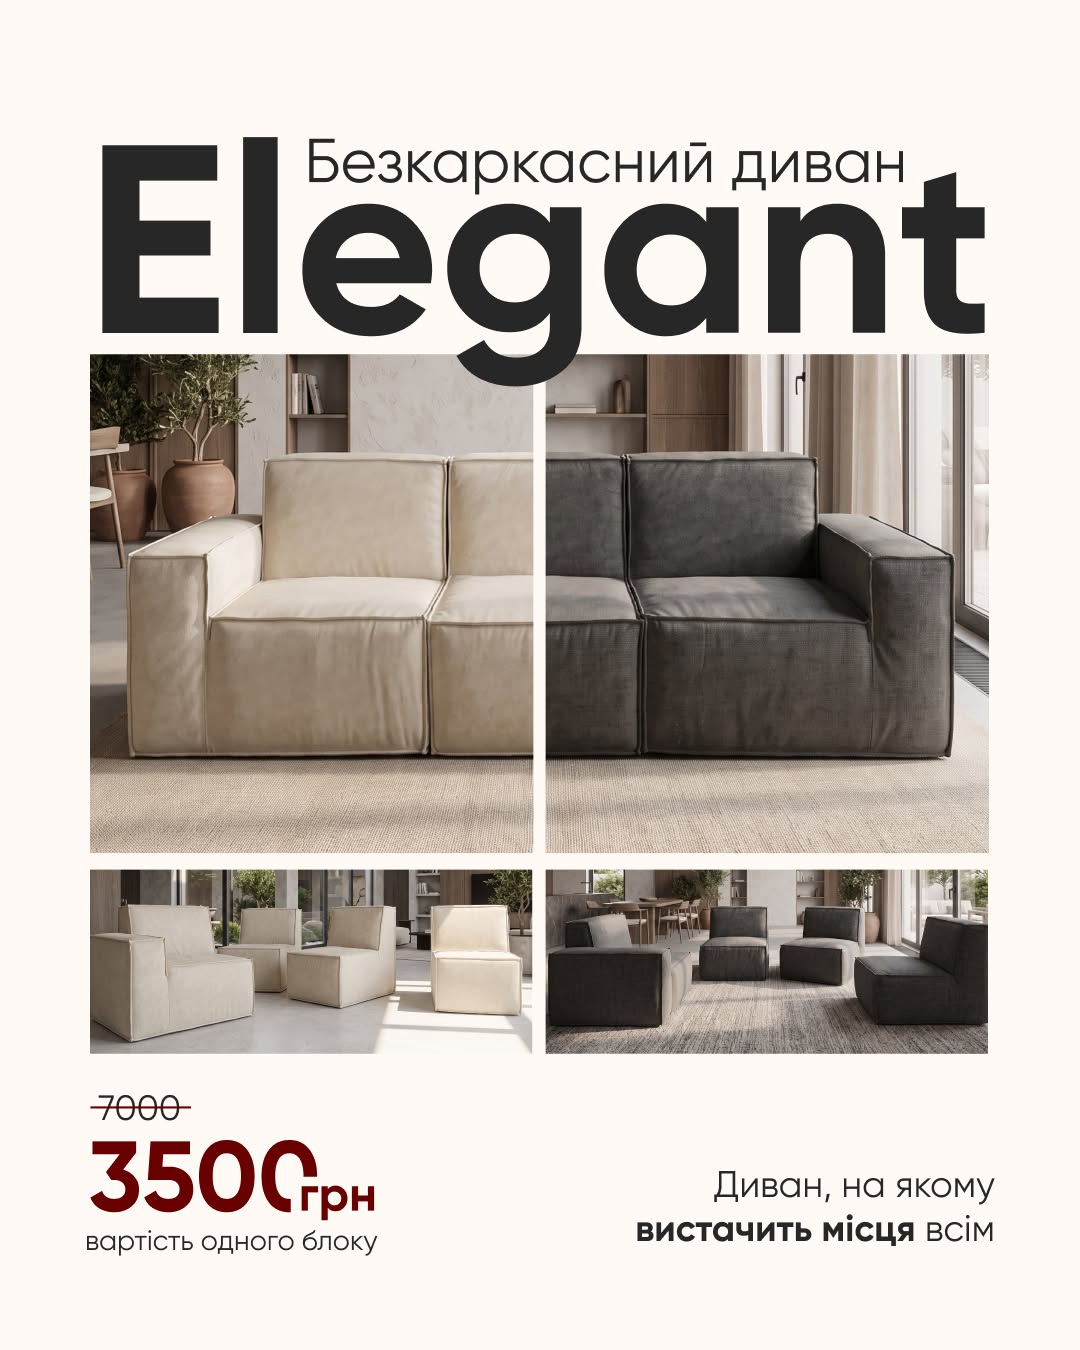 Безкаркасний диван
Elegant
7000
3500грн
вартість одного блоку
Диван, на якому
вистачить місця всім